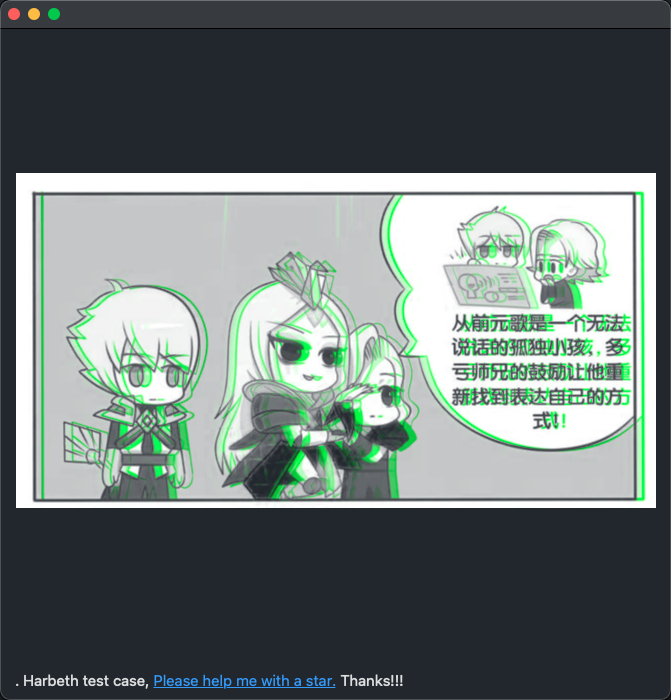 从前元歌是一个无法
说话的孤独小孩，多
亏师兄的鼓励让他重
新找到表达自己的方
式！
. Harbeth test case, Please help me with a star. Thanks!!!